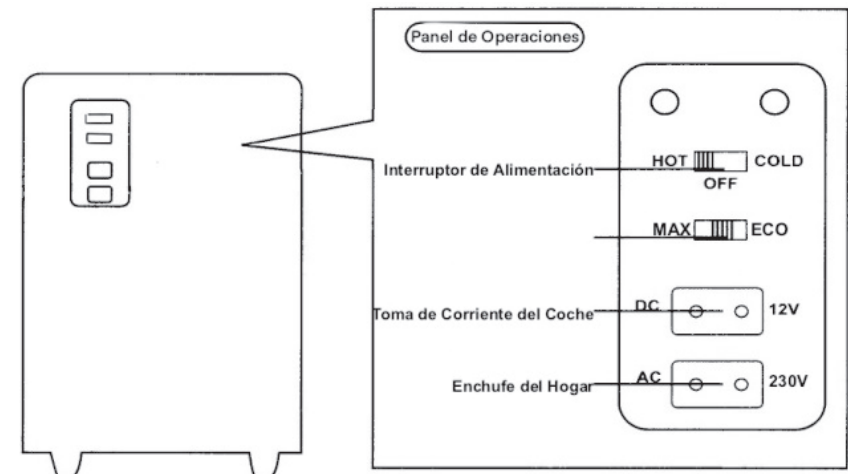 Panel de Operaciones
Interruptor de Alimentación HOT COLD
OFF
MAX ECO
Toma de Corriente del Coche DC 12V
Enchufe del Hogar AC 230V